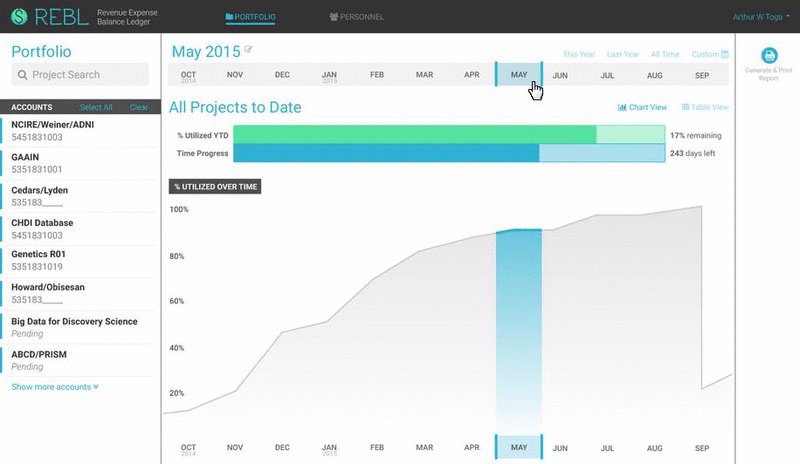 REBL Revenue Expense
Balance Ledger
PORTFOLIO
PERSONNEL
Arthur W Toga
Portfolio
Project Search
ACCOUNTS Select All Clear
NCIRE/Weiner/ADNI
5451831003
GAAIN
5351831001
Cedars/Lyden
535183_____
CHDI Database
5451831003
Genetics R01
5351831019
Howard/Obisesan
535183_____
Big Data for Discovery Science
Pending
ABCD/PRISM
Pending
Show more accounts
May 2015
This Year Last Year All Time Custom
OCT NOV DEC JAN FEB MAR APR MAY JUN JUL AUG SEP
2014 2015
All Projects to Date
Chart View Table View
% Utilized YTD 17% remaining
Time Progress 243 days left
% UTILIZED OVER TIME
100%
80%
60%
40%
20%
OCT NOV DEC JAN FEB MAR APR MAY JUN JUL AUG SEP
2014 2015
Generate & Print
Report